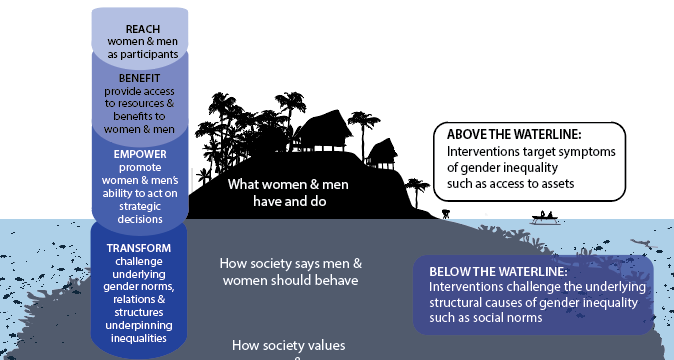 REACH
women & men
as participants
BENEFIT
provide access
to resources &
benefits to
women & men
EMPOWER
promote
women & men's
ability to act on
strategic
decisions
TRANSFORM
challenge
underlying
gender norms,
relations &
structures
underpinning
inequalities
What women & men
have and do
How society says men &
women should behave
How society values
ABOVE THE WATERLINE:
Interventions target symptoms
of gender inequality
such as access to assets
BELOW THE WATERLINE:
Interventions challenge the underlying
structural causes of gender inequality
such as social norms